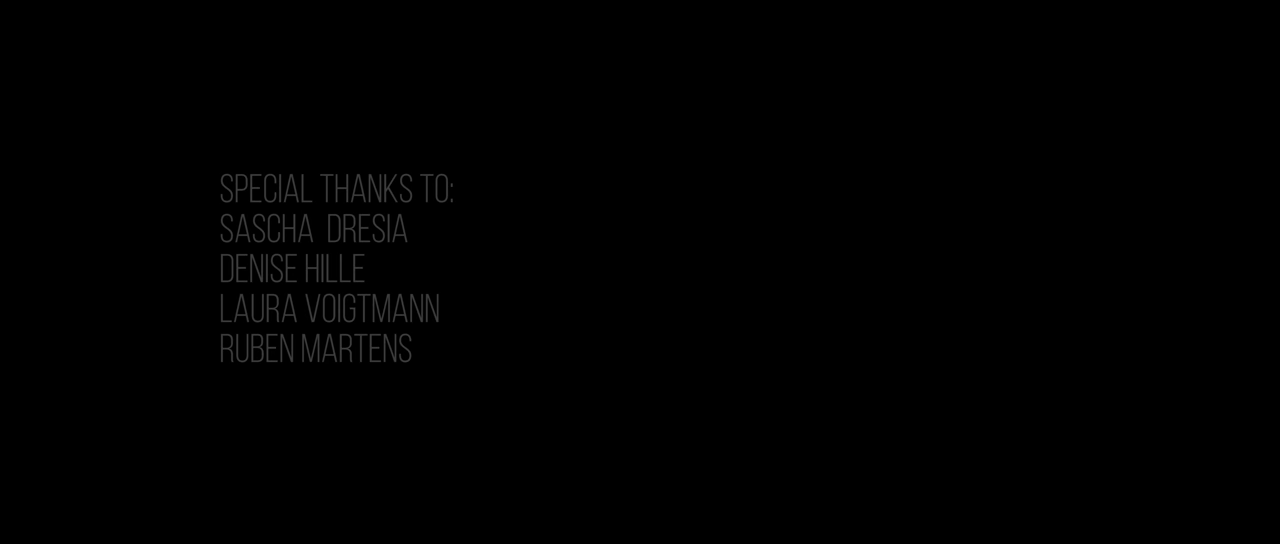 SPECIAL THANKS TO:
SASCHA  DRESIA
DENISE HILLE
LAURA VOIGTMANN
RUBEN MARTENS